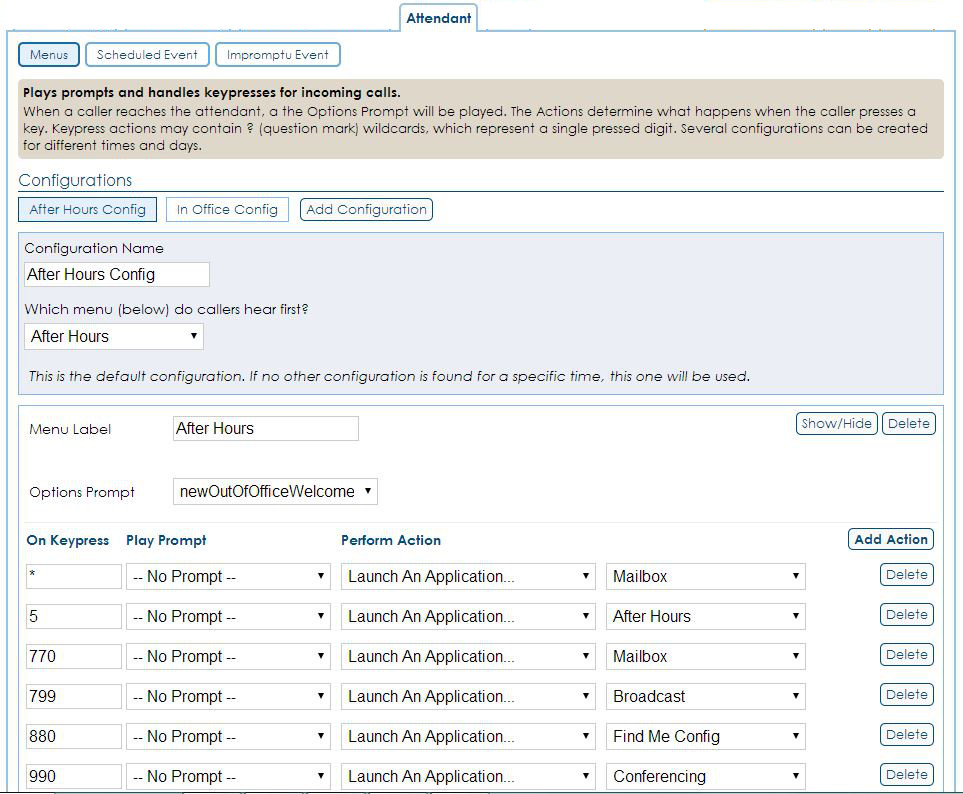 Attendant
Menus Scheduled Event Impromptu Event
Plays prompts and handles keypresses for incoming calls.
When a caller reaches the attendant, a the Options Prompt will be played. The Actions determine what happens when the caller presses a
key. Keypress actions may contain ? (question mark) wildcards, which represent a single pressed digit. Several configurations can be created
for different times and days.
Configurations
After Hours Config In Office Config Add Configuration
Configuration Name
After Hours Config
Which menu (below) do callers hear first?
After Hours
This is the default configuration. If no other configuration is found for a specific time, this one will be used.
Menu Label After Hours Show/Hide Delete
Options Prompt newOutOfOfficeWelcome
On Keypress Play Prompt Perform Action Add Action
* -- No Prompt -- Launch An Application... Mailbox Delete
5 -- No Prompt -- Launch An Application... After Hours Delete
770 -- No Prompt -- Launch An Application... Mailbox Delete
799 -- No Prompt -- Launch An Application... Broadcast Delete
880 -- No Prompt -- Launch An Application... Find Me Config Delete
990 -- No Prompt -- Launch An Application... Conferencing Delete